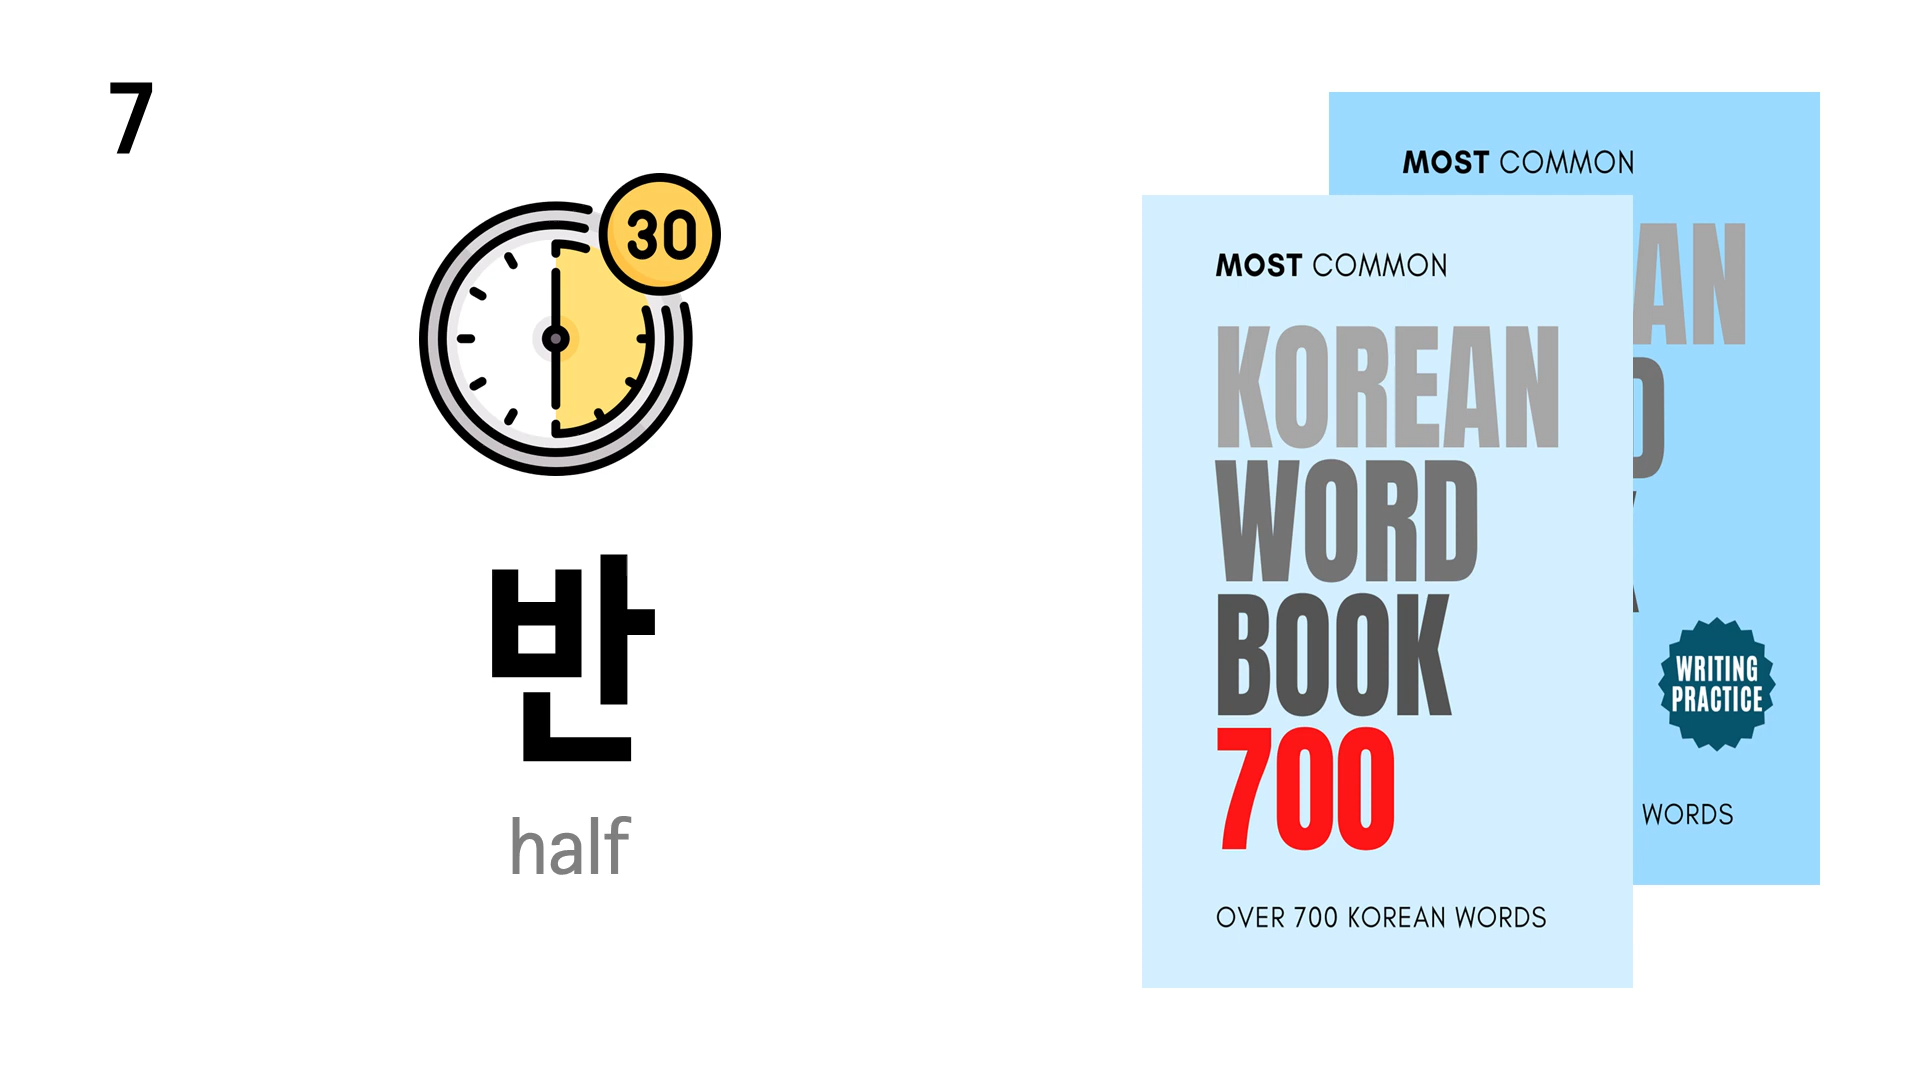 7
30
반
half
MOST COMMON
KOREAN
WORD
BOOK
700
OVER 700 KOREAN WORDS
MOST COMMON
AN
D
WRITING
PRACTICE
WORDS